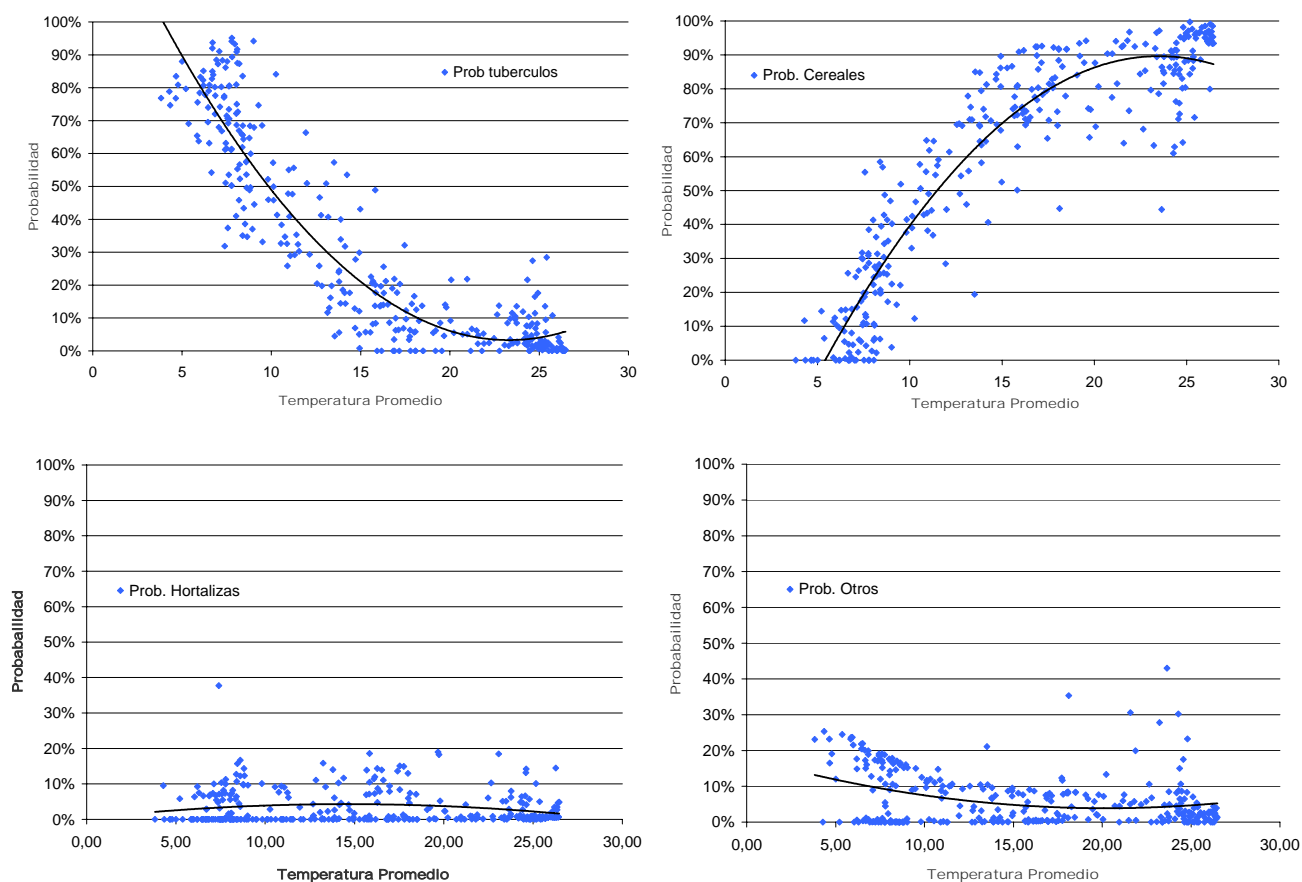 100%
90%
80%
70%
60%
50%
40%
30%
20%
10%
0%
Probabilidad
Prob tuberculos
0 5 10 15 20 25 30
Temperatura Promedio
100%
90%
80%
70%
60%
50%
40%
30%
20%
10%
0%
Probabilidad
Prob. Cereales
0 5 10 15 20 25 30
Temperatura Promedio
100%
90%
80%
70%
60%
50%
40%
30%
20%
10%
0%
Probabaílidad
Prob. Hortalizas
0,00 5,00 10,00 15,00 20,00 25,00 30,00
Temperatura Promedio
100%
90%
80%
70%
60%
50%
40%
30%
20%
10%
0%
Probabaílidad
Prob. Otros
0,00 5,00 10,00 15,00 20,00 25,00 30,00
Temperatura Promedio